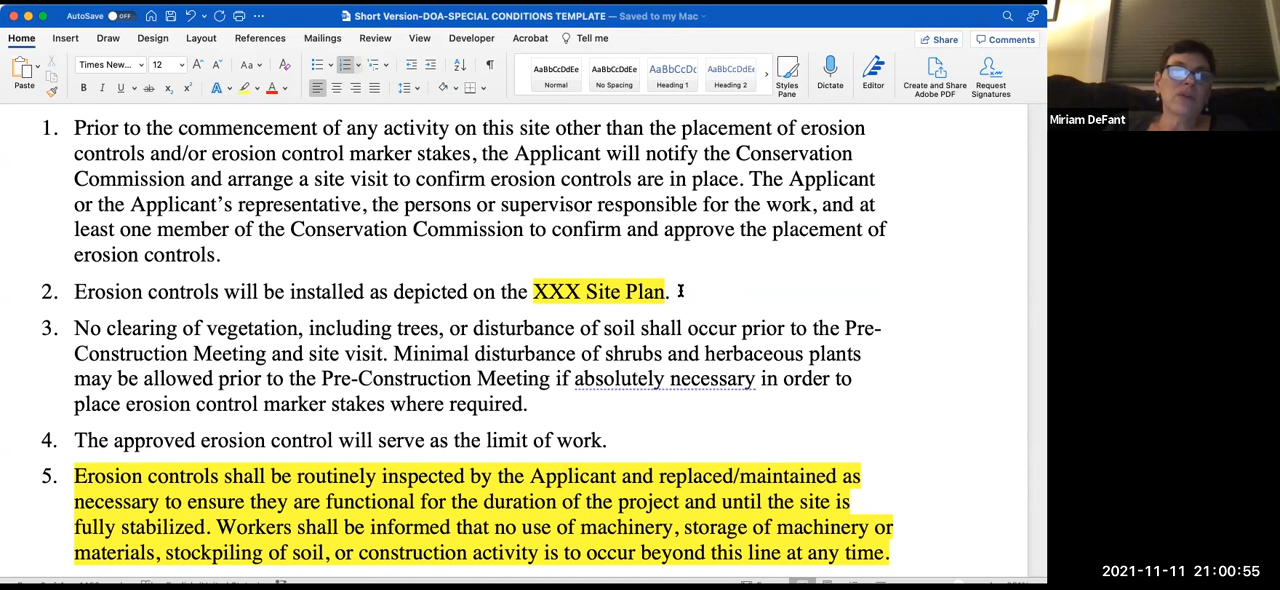 AutoSave OFF
Short Version-DOA-SPECIAL CONDITIONS TEMPLATE — Saved to my Mac
Home Insert Draw Design Layout References Mailings Review View Developer Acrobat Tell me Share Comments
Paste
Times New... 12
AaBbCcDdEe AaBbCcDdEe AaBbCcDc AaBbCcDdEe
Normal No Spacing Heading 1 Heading 2
Styles Pane
Dictate
Editor
Create and Share Adobe PDF
Request Signatures
1. Prior to the commencement of any activity on this site other than the placement of erosion
controls and/or erosion control marker stakes, the Applicant will notify the Conservation
Commission and arrange a site visit to confirm erosion controls are in place. The Applicant
or the Applicant's representative, the persons or supervisor responsible for the work, and at
least one member of the Conservation Commission to confirm and approve the placement of
erosion controls.
2. Erosion controls will be installed as depicted on the XXX Site Plan.
3. No clearing of vegetation, including trees, or disturbance of soil shall occur prior to the Pre-
Construction Meeting and site visit. Minimal disturbance of shrubs and herbaceous plants
may be allowed prior to the Pre-Construction Meeting if absolutely necessary in order to
place erosion control marker stakes where required.
4. The approved erosion control will serve as the limit of work.
5. Erosion controls shall be routinely inspected by the Applicant and replaced/maintained as
necessary to ensure they are functional for the duration of the project and until the site is
fully stabilized. Workers shall be informed that no use of machinery, storage of machinery or
materials, stockpiling of soil, or construction activity is to occur beyond this line at any time.
Miriam DeFant
2021-11-11 21:00:55